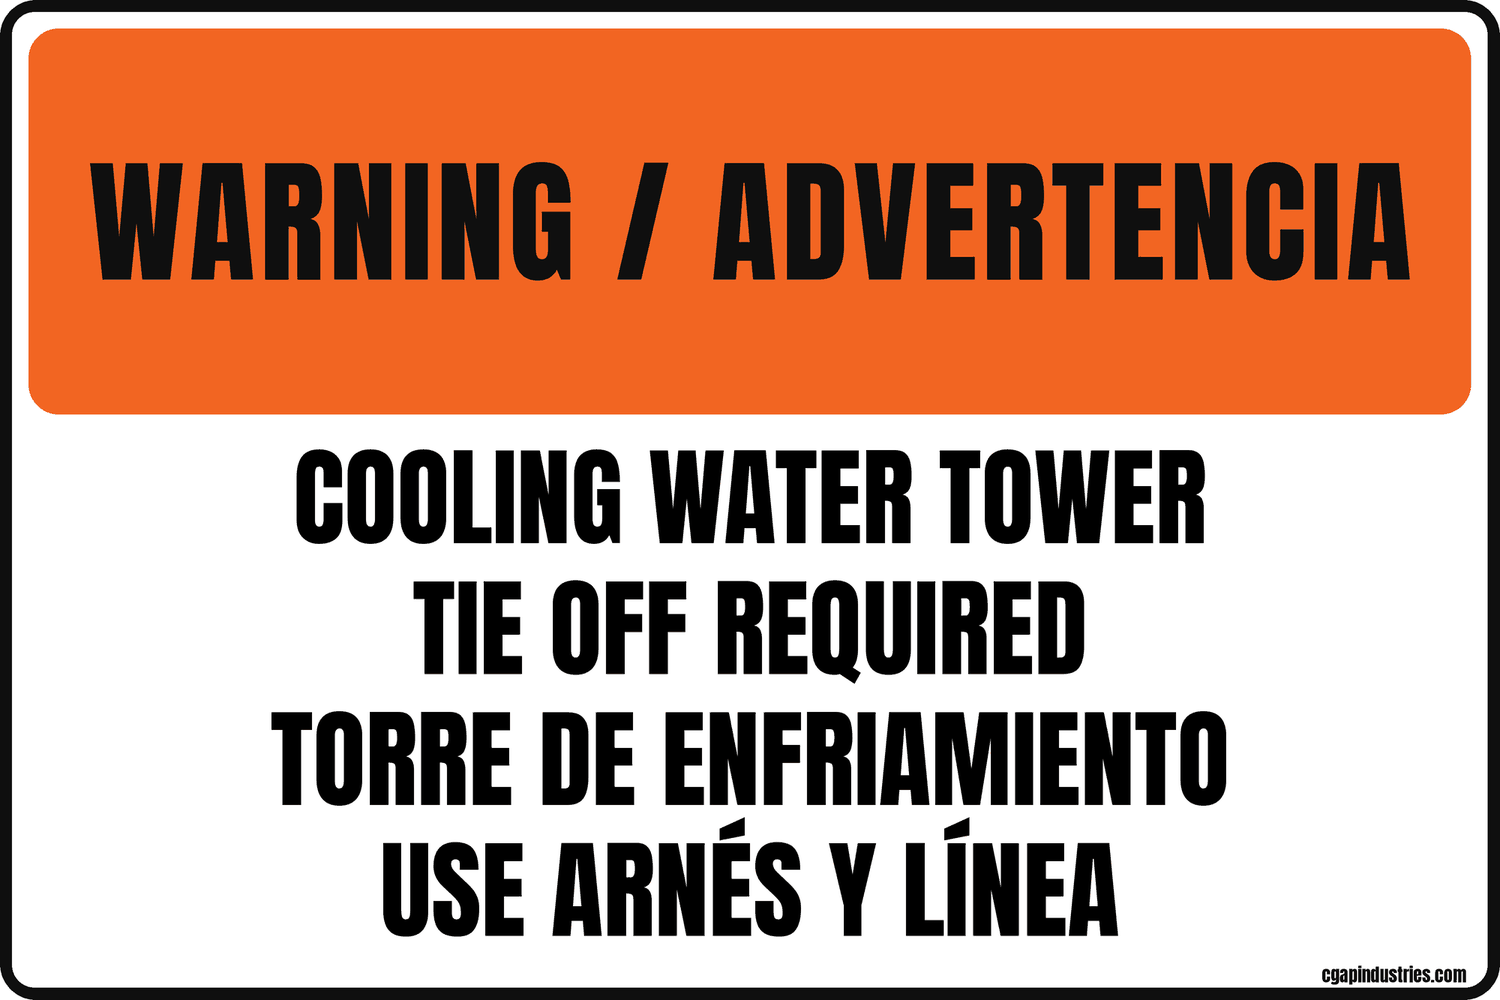 WARNING / ADVERTENCIA
COOLING WATER TOWER
TIE OFF REQUIRED
TORRE DE ENFRIAMIENTO
USE ARNÉS Y LÍNEA
cgapindustries.com